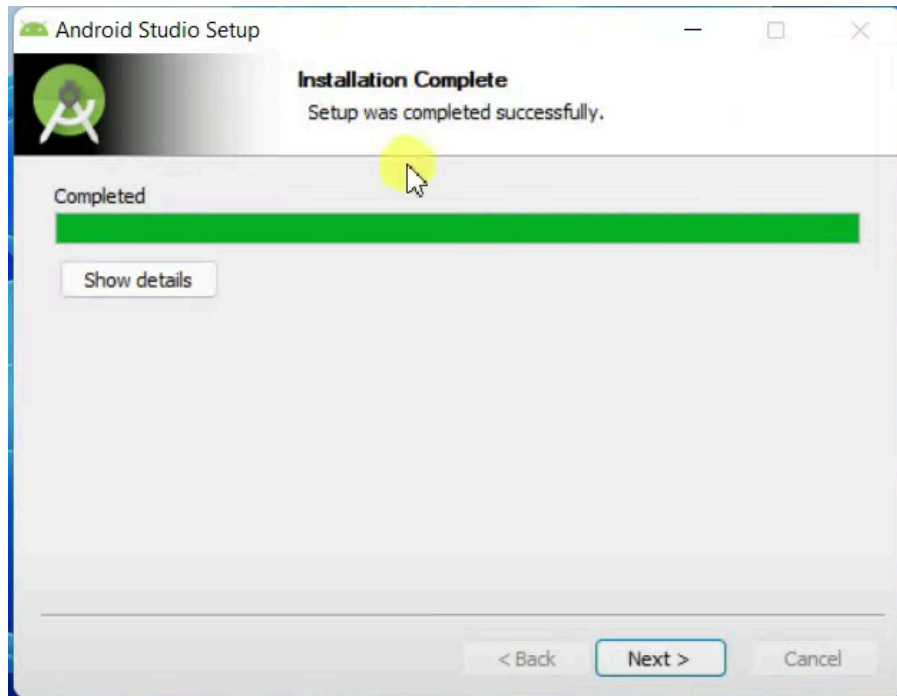 Android Studio Setup
Installation Complete
Setup was completed successfully.
Completed
Show details
< Back
Next >
Cancel